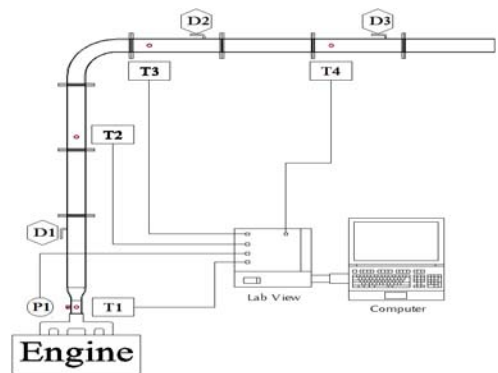 D2
D3
T3
T4
T2
D1
P1
T1
Lab View
Computer
Engine